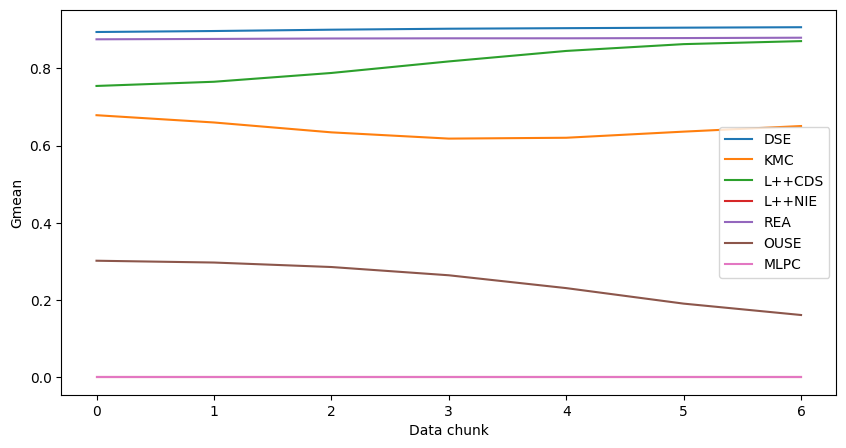 0.8
0.6
0.4
0.2
0.0
Gmean
DSE
KMC
L++CDS
L++NIE
REA
OUSE
MLPC
0 1 2 3 4 5 6
Data chunk